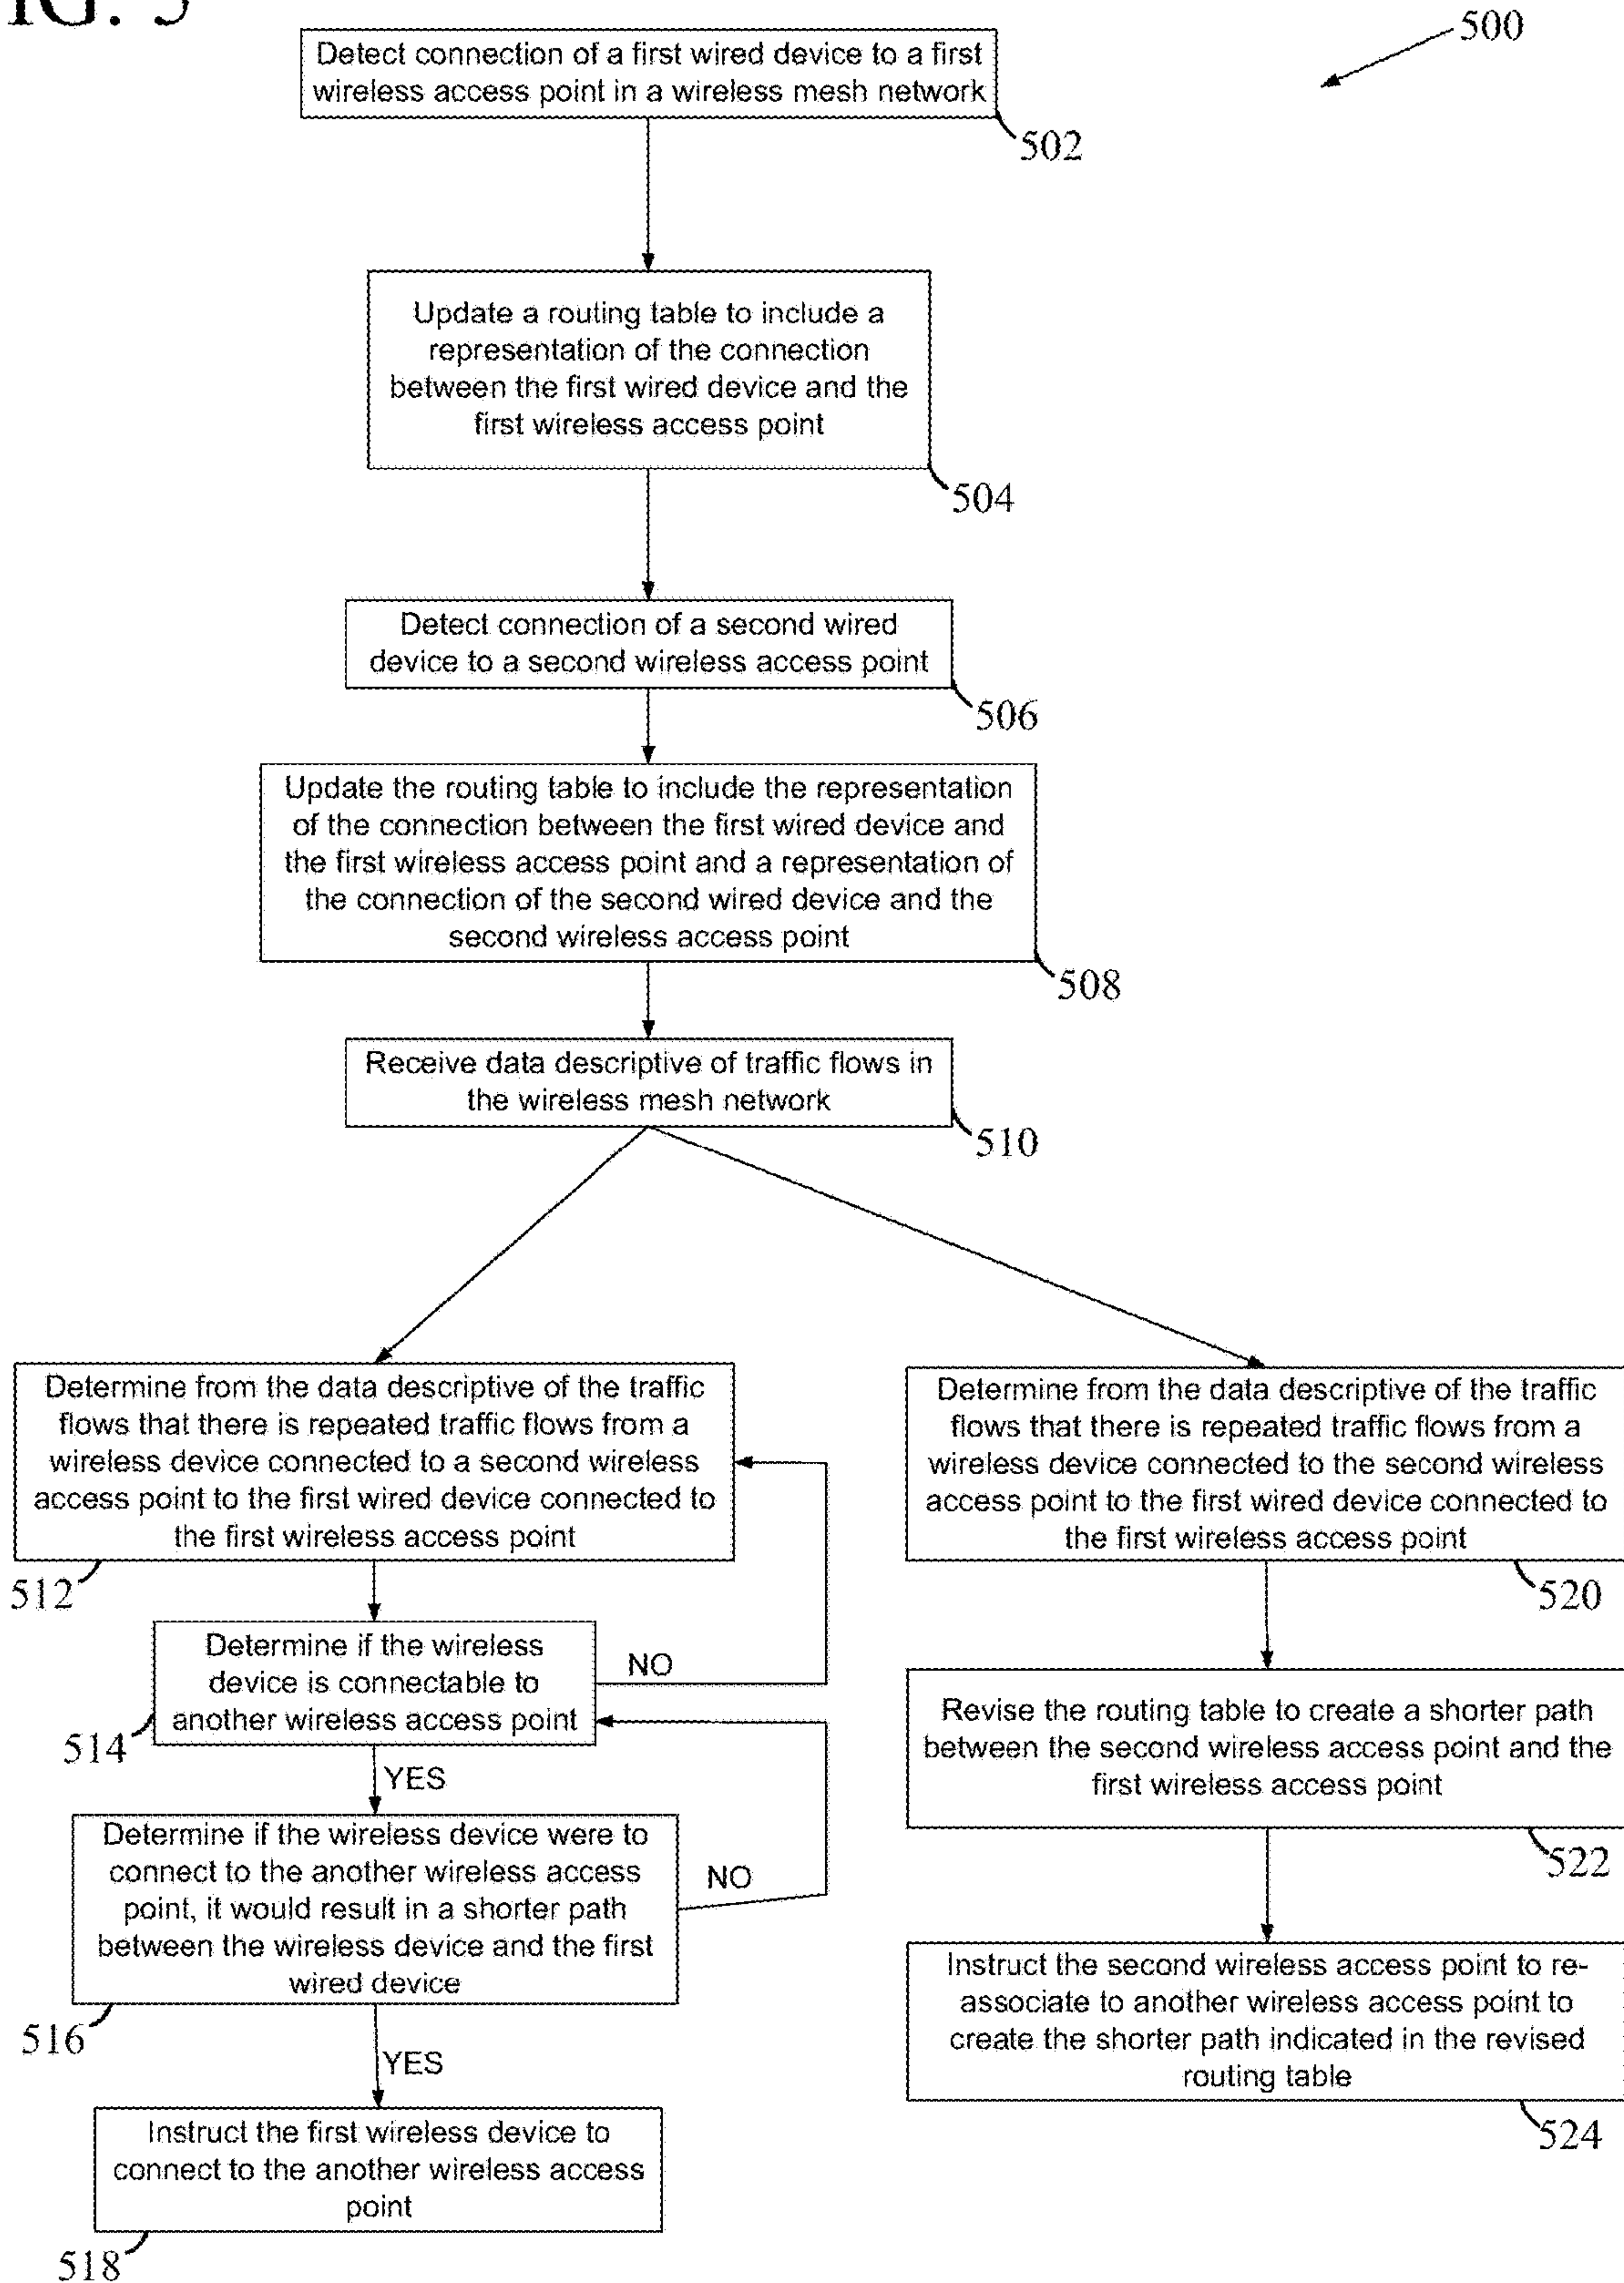 FIG. 5
500
Detect connection of a first wired device to a first
wireless access point in a wireless mesh network
502
Update a routing table to include a
representation of the connection
between the first wired device and the
first wireless access point
504
Detect connection of a second wired
device to a second wireless access point
506
Update the routing table to include the representation
of the connection between the first wired device and
the first wireless access point and a representation of
the connection of the second wired device and the
second wireless access point
508
Receive data descriptive of traffic flows in
the wireless mesh network
510
Determine from the data descriptive of the traffic
flows that there is repeated traffic flows from a
wireless device connected to a second wireless
access point to the first wired device connected to
the first wireless access point
512
Determine if the wireless
device is connectable to
another wireless access point
514
NO
YES
Determine if the wireless device were to
connect to the another wireless access
point, it would result in a shorter path
between the wireless device and the first
wired device
516
NO
YES
Instruct the first wireless device to
connect to the another wireless access
point
518
Determine from the data descriptive of the traffic
flows that there is repeated traffic flows from a
wireless device connected to the second wireless
access point to the first wired device connected to
the first wireless access point
520
Revise the routing table to create a shorter path
between the second wireless access point and the
first wireless access point
522
Instruct the second wireless access point to re-
associate to another wireless access point to
create the shorter path indicated in the revised
routing table
524